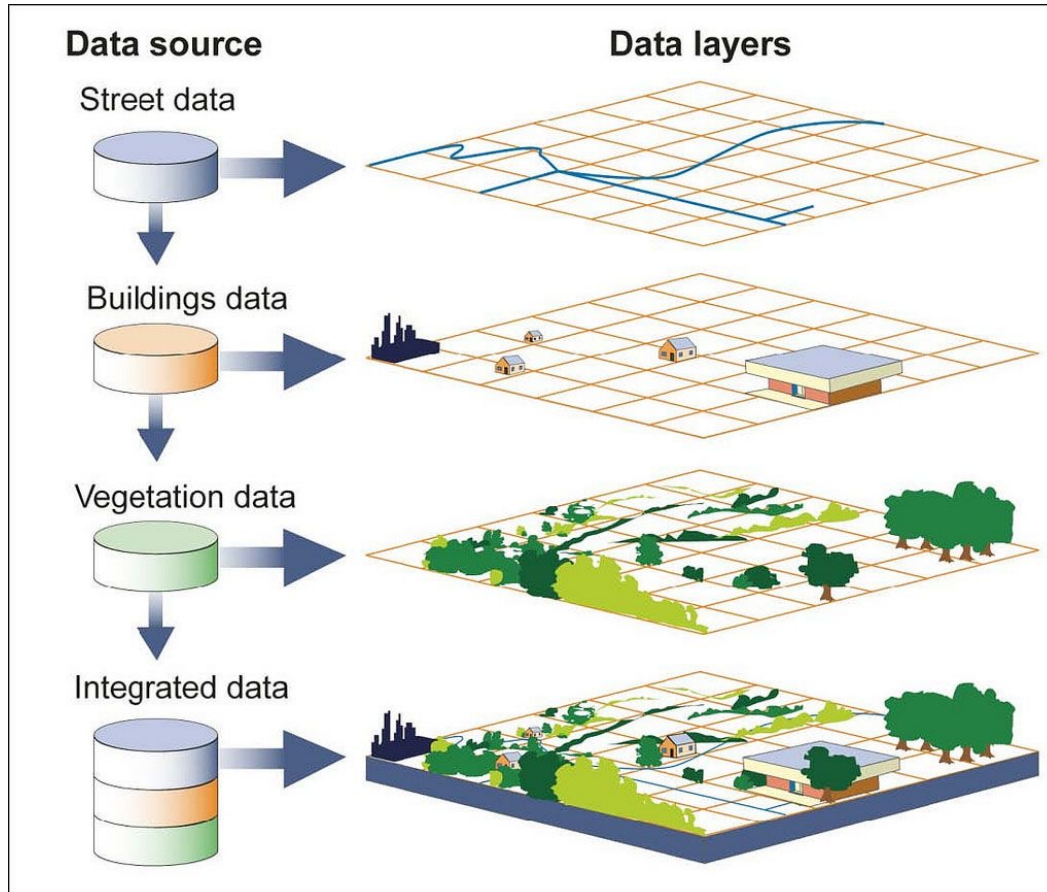 Data source
Data layers
Street data
Buildings data
Vegetation data
Integrated data